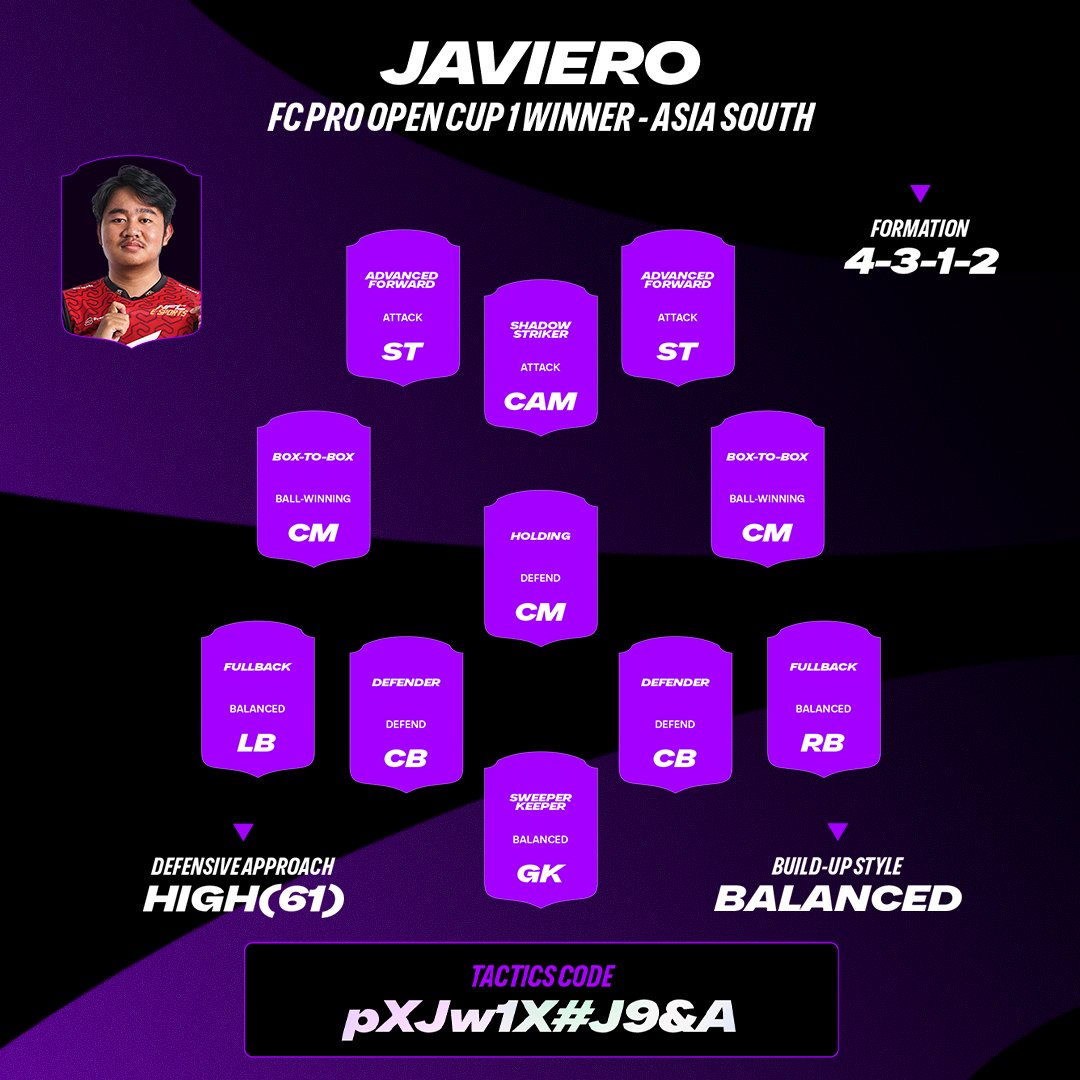 JAVIERO
FC PRO OPEN CUP 1 WINNER - ASIA SOUTH
FORMATION
4-3-1-2
ADVANCED
FORWARD
ATTACK
ST
SHADOW
STRIKER
ATTACK
CAM
ADVANCED
FORWARD
ATTACK
ST
BOX-TO-BOX
BALL-WINNING
CM
HOLDING
DEFEND
CM
BOX-TO-BOX
BALL-WINNING
CM
FULLBACK
BALANCED
LB
DEFENDER
DEFEND
CB
DEFENDER
DEFEND
CB
FULLBACK
BALANCED
RB
SWEEPER
KEEPER
BALANCED
GK
DEFENSIVE APPROACH
HIGH(61)
BUILD-UP STYLE
BALANCED
TACTICS CODE
pXJw1X#J9&A